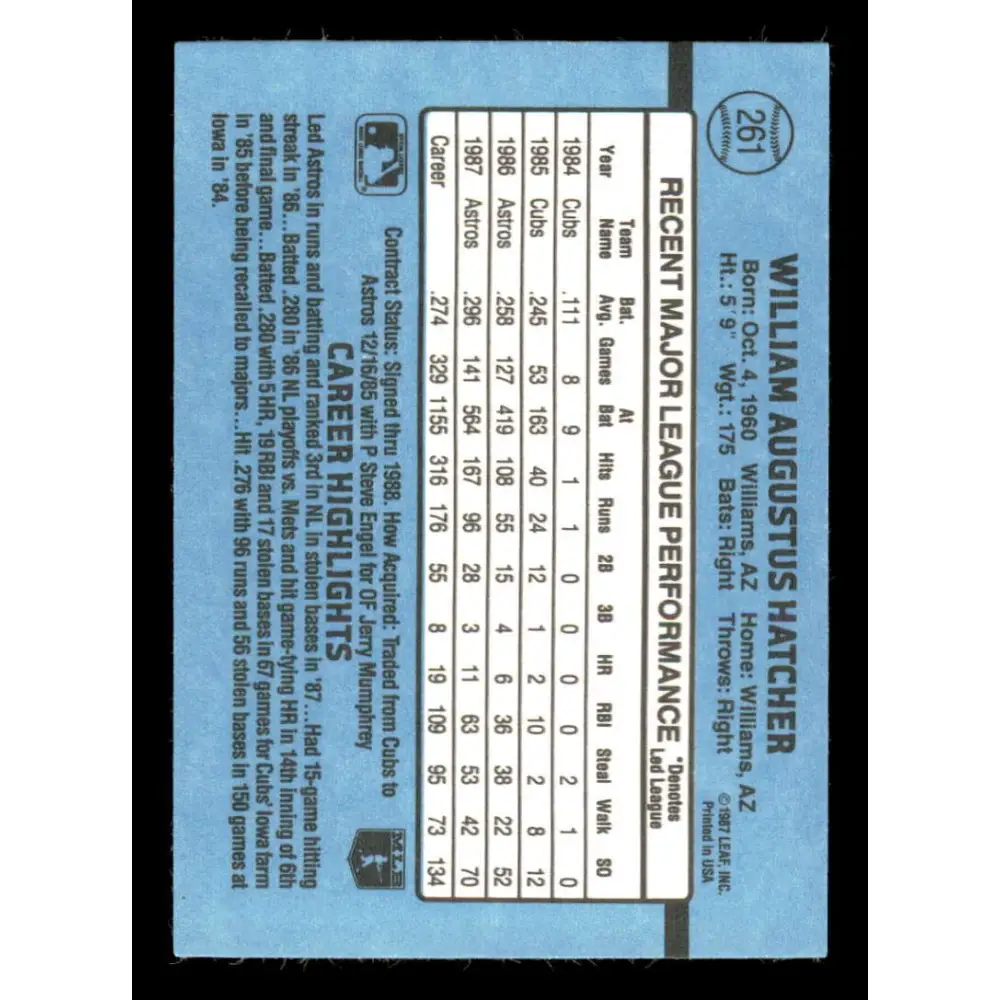 261
WILLIAM AUGUSTUS HATCHER
Born: Oct. 4, 1960 Williams, AZ Home: Williams, AZ
Ht.: 5'9" Wgt.: 175 Bats: Right Throws: Right
©1987 LEAF, INC.
Printed in USA
RECENT MAJOR LEAGUE PERFORMANCE *Denotes Led League
Year Team Name Bat. Avg. Games At Bat Hits Runs 2B 3B HR RBI Steal Walk SO
1984 Cubs .111 8 9 1 1 0 0 0 0 2 1 0
1985 Cubs .245 53 163 40 24 12 1 2 10 2 8 12
1986 Astros .258 127 419 108 55 15 4 6 36 38 22 52
1987 Astros .296 141 564 167 96 28 3 11 63 53 42 70
Career .274 329 1155 316 176 55 8 19 109 95 73 134
Contract Status: Signed thru 1988. How Acquired: Traded from Cubs to
Astros 12/16/85 with P Steve Engel for OF Jerry Mumphrey
MLB
CAREER HIGHLIGHTS
Led Astros in runs and batting and ranked 3rd in NL in stolen bases in '87...Had 15-game hitting
streak in '86...Batted .280 in '86 NL playoffs vs. Mets and hit game-tying HR in 14th inning of 6th
and final game...Batted .280 with 5 HR, 19 RBI and 17 stolen bases in 67 games for Cubs' Iowa farm
in '85 before being recalled to majors...Hit .276 with 96 runs and 56 stolen bases in 150 games at
Iowa in '84.